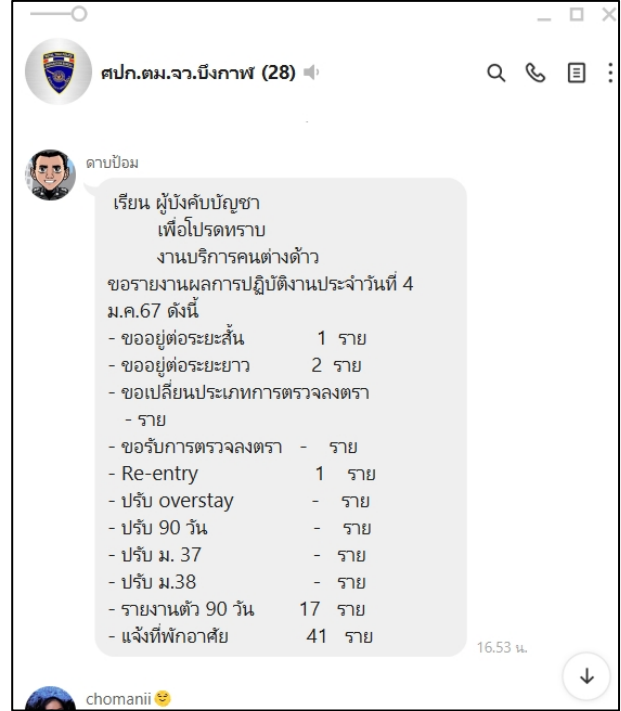 ศปก.ตม.จว.บึงกาฬ (28)
ดาบป้อม
เรียน ผู้บังคับบัญชา
เพื่อโปรดทราบ
งานบริการคนต่างด้าว
ขอรายงานผลการปฏิบัติงานประจำวันที่ 4
ม.ค.67 ดังนี้
- ขออยู่ต่อระยะสั้น 1 ราย
- ขออยู่ต่อระยะยาว 2 ราย
- ขอเปลี่ยนประเภทการตรวจลงตรา
- ราย
- ขอรับการตรวจลงตรา - ราย
- Re-entry 1 ราย
- ปรับ overstay - ราย
- ปรับ 90 วัน - ราย
- ปรับ ม. 37 - ราย
- ปรับ ม.38 - ราย
- รายงานตัว 90 วัน 17 ราย
- แจ้งที่พักอาศัย 41 ราย
16.53 น.
chomanii